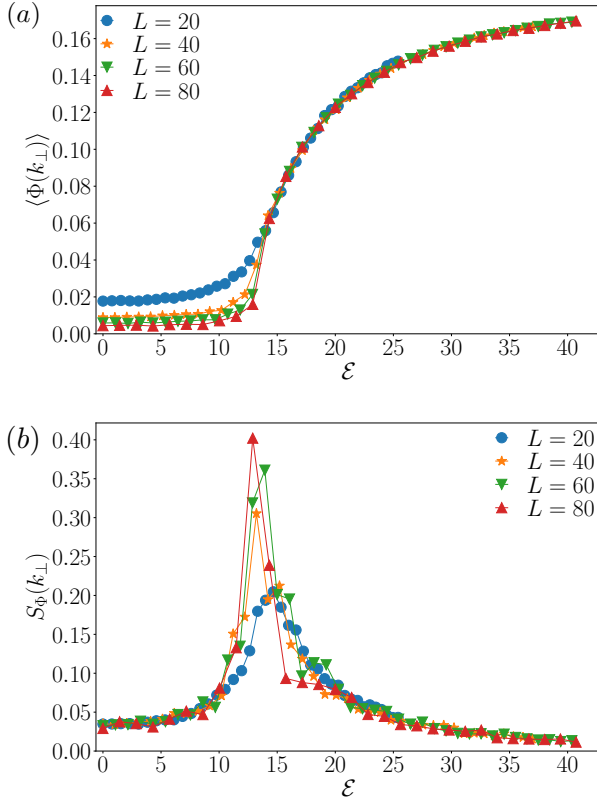 (a)
L = 20
L = 40
L = 60
L = 80
⟨Φ(k⊥)⟩
0.16
0.14
0.12
0.10
0.08
0.06
0.04
0.02
0.00
0 5 10 15 20 25 30 35 40
ℰ
(b)
L = 20
L = 40
L = 60
L = 80
S_Φ(k⊥)
0.40
0.35
0.30
0.25
0.20
0.15
0.10
0.05
0.00
0 5 10 15 20 25 30 35 40
ℰ